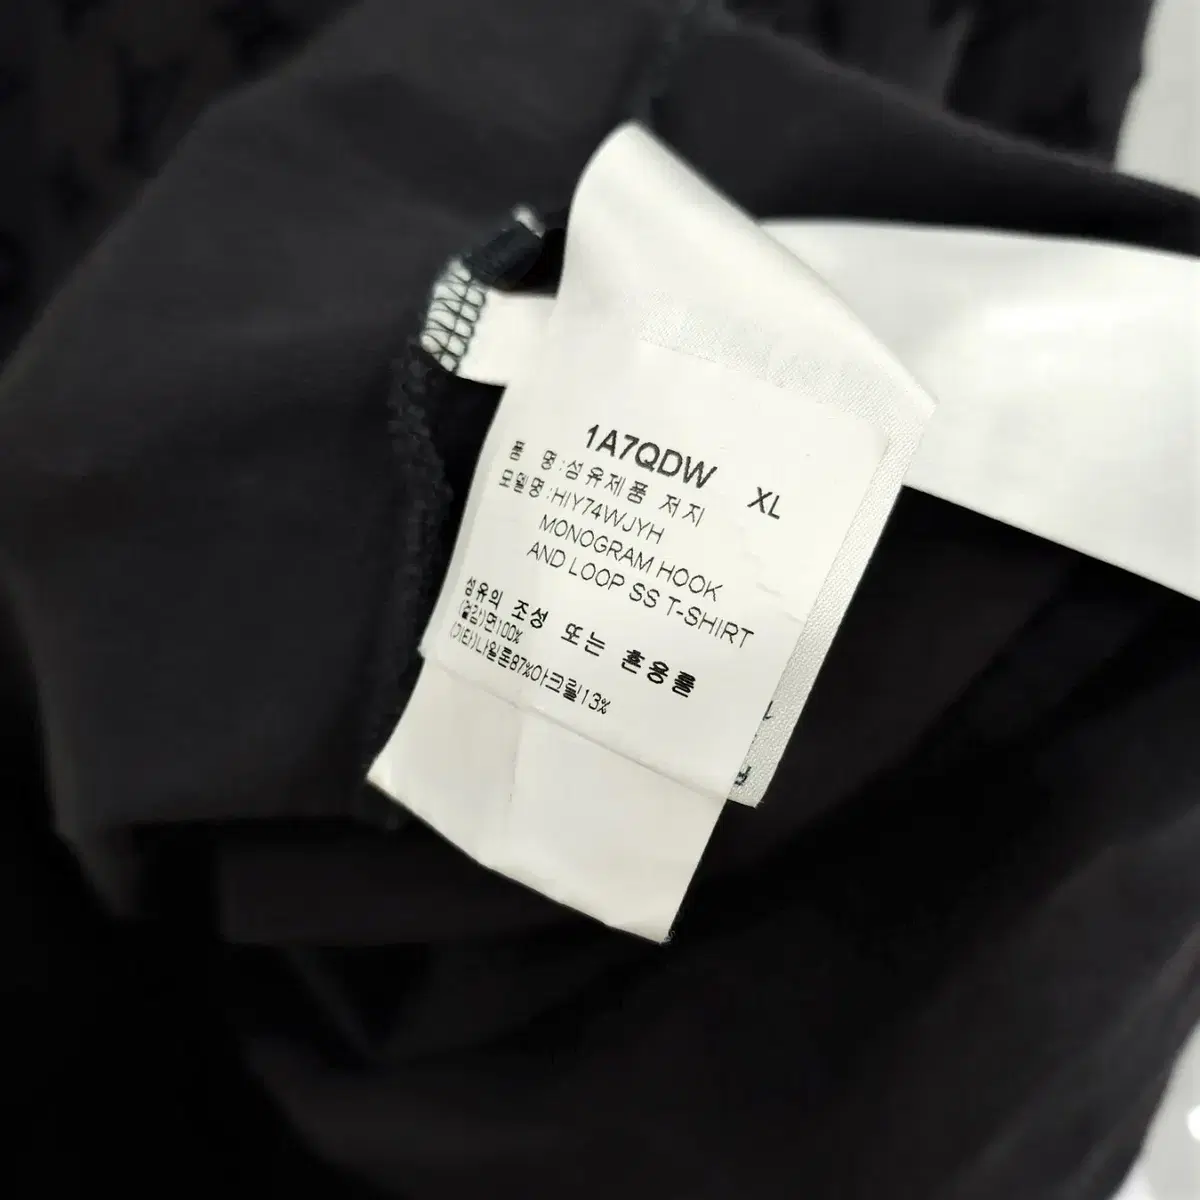 1A7QDW XL
품 명:섬유제품 저지
모델명:HIY74WJYH
MONOGRAM HOOK
AND LOOP SS T-SHIRT
섬유의 조성 또는 혼용률
(겉감)면100%
(기타)나일론87%아크릴13%